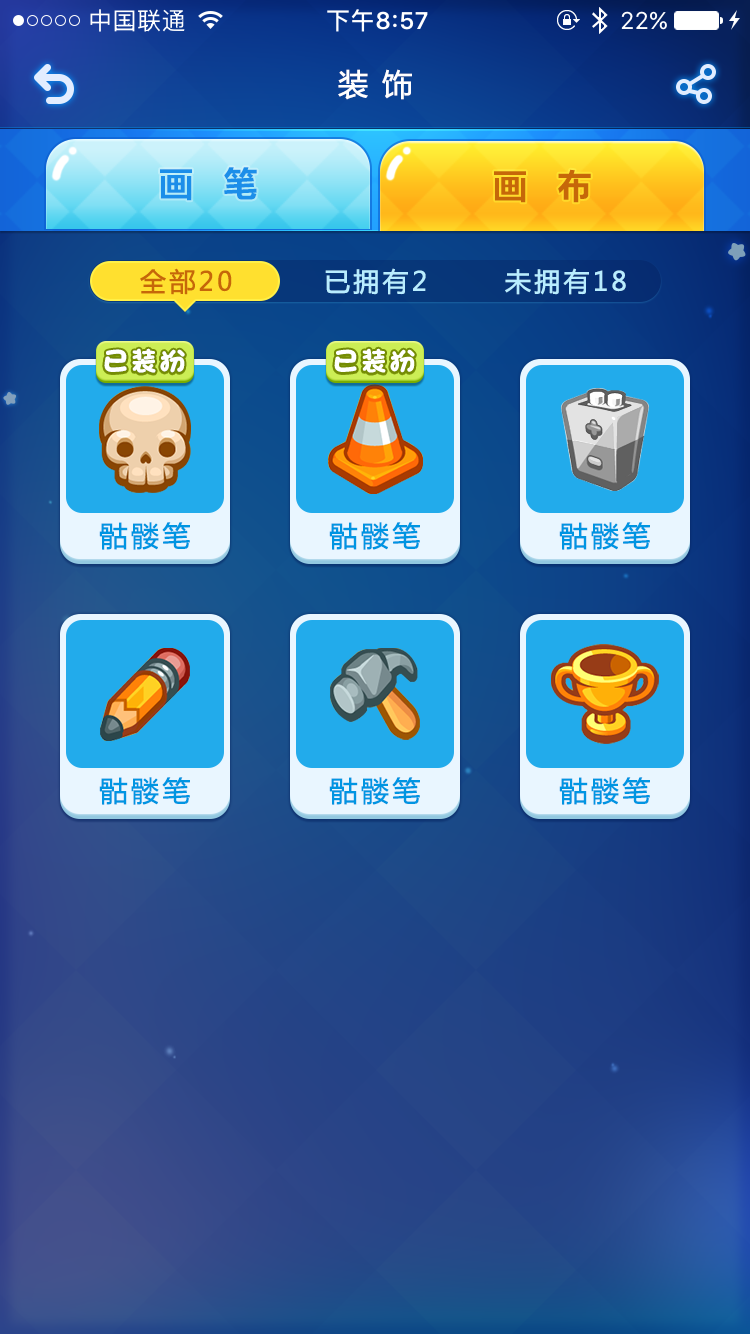 中国联通 下午8:57 22%
装饰
画笔 画布
全部20 已拥有2 未拥有18
已装扮 已装扮
骷髅笔 骷髅笔 骷髅笔
骷髅笔 骷髅笔 骷髅笔